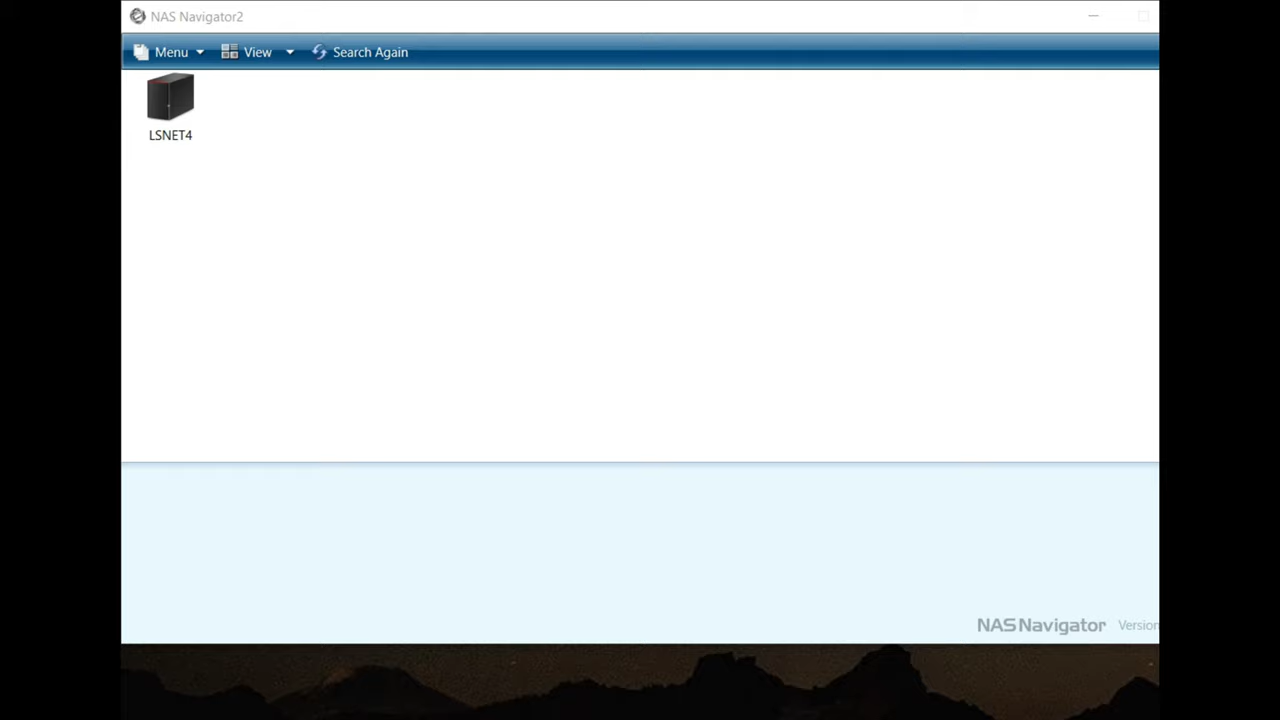 NAS Navigator2
Menu View Search Again
LSNET4
NAS Navigator Version